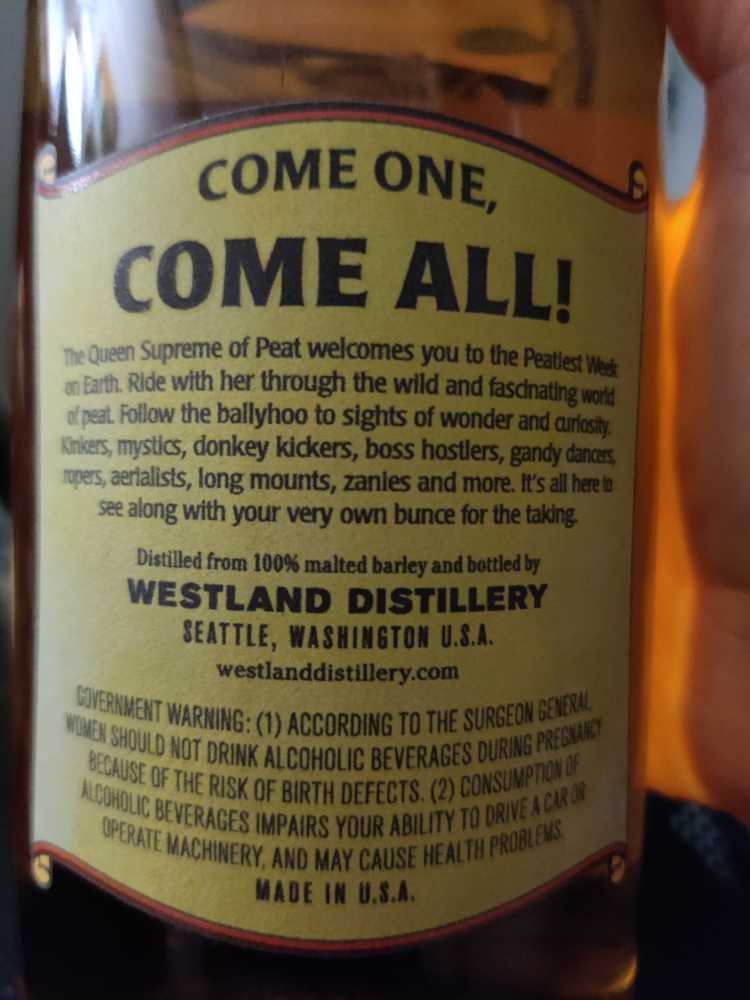 COME ONE,
COME ALL!
The Queen Supreme of Peat welcomes you to the Peatiest Week
on Earth. Ride with her through the wild and fascinating world
of peat. Follow the ballyhoo to sights of wonder and curiosity.
Kinkers, mystics, donkey kickers, boss hostlers, gandy dancers,
ropers, aerialists, long mounts, zanies and more. It's all here to
see along with your very own bunce for the taking.
Distilled from 100% malted barley and bottled by
WESTLAND DISTILLERY
SEATTLE, WASHINGTON U.S.A.
westlanddistillery.com
GOVERNMENT WARNING: (1) ACCORDING TO THE SURGEON GENERAL,
WOMEN SHOULD NOT DRINK ALCOHOLIC BEVERAGES DURING PREGNANCY
BECAUSE OF THE RISK OF BIRTH DEFECTS. (2) CONSUMPTION OF
ALCOHOLIC BEVERAGES IMPAIRS YOUR ABILITY TO DRIVE A CAR OR
OPERATE MACHINERY, AND MAY CAUSE HEALTH PROBLEMS.
MADE IN U.S.A.